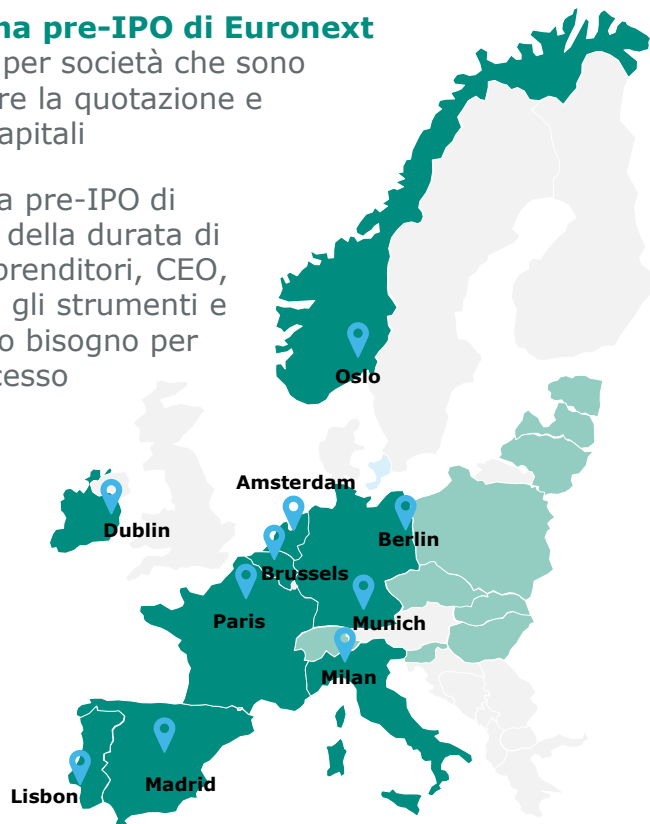 na pre-IPO di Euronext
per società che sono
re la quotazione e
apitali
a pre-IPO di
della durata di
prenditori, CEO,
gli strumenti e
o bisogno per
cesso
Oslo
Amsterdam
Dublin
Berlin
Brussels
Paris
Munich
Milan
Madrid
Lisbon